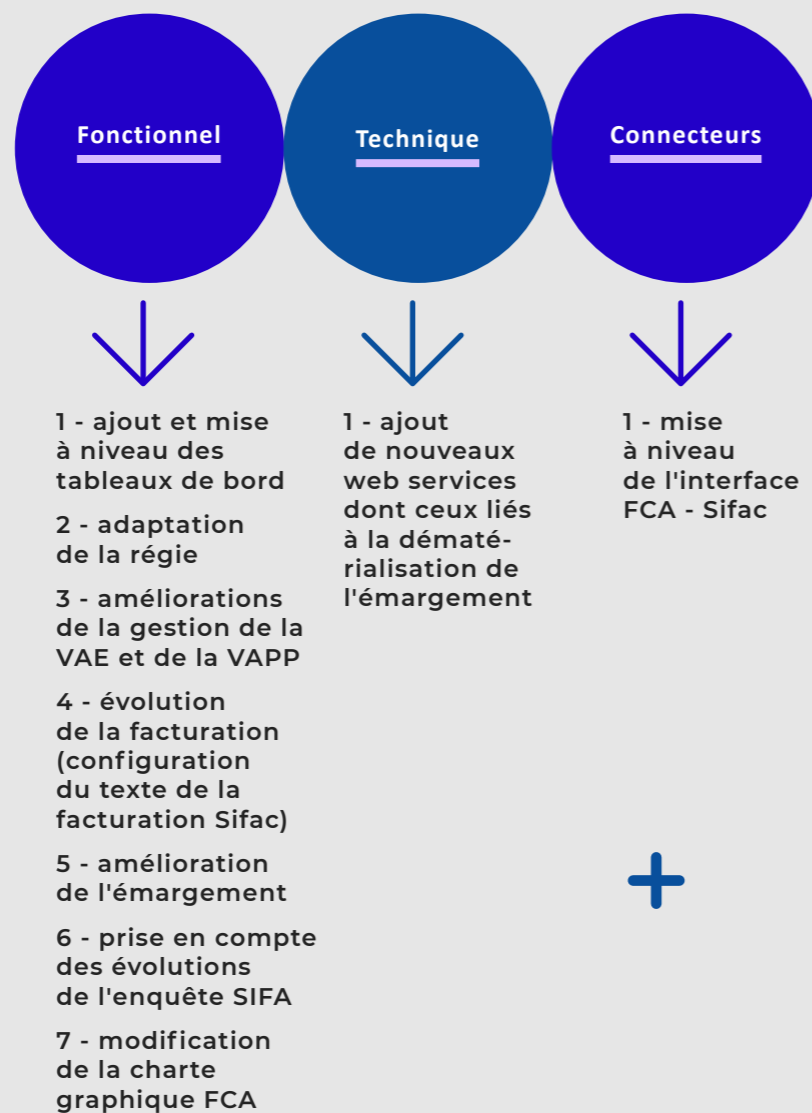 Fonctionnel
1 - ajout et mise
à niveau des
tableaux de bord
2 - adaptation
de la régie
3 - améliorations
de la gestion de la
VAE et de la VAPP
4 - évolution
de la facturation
(configuration
du texte de la
facturation Sifac)
5 - amélioration
de l'émargement
6 - prise en compte
des évolutions
de l'enquête SIFA
7 - modification
de la charte
graphique FCA
Technique
1 - ajout
de nouveaux
web services
dont ceux liés
à la dématé-
rialisation de
l'émargement
Connecteurs
1 - mise
à niveau
de l'interface
FCA - Sifac